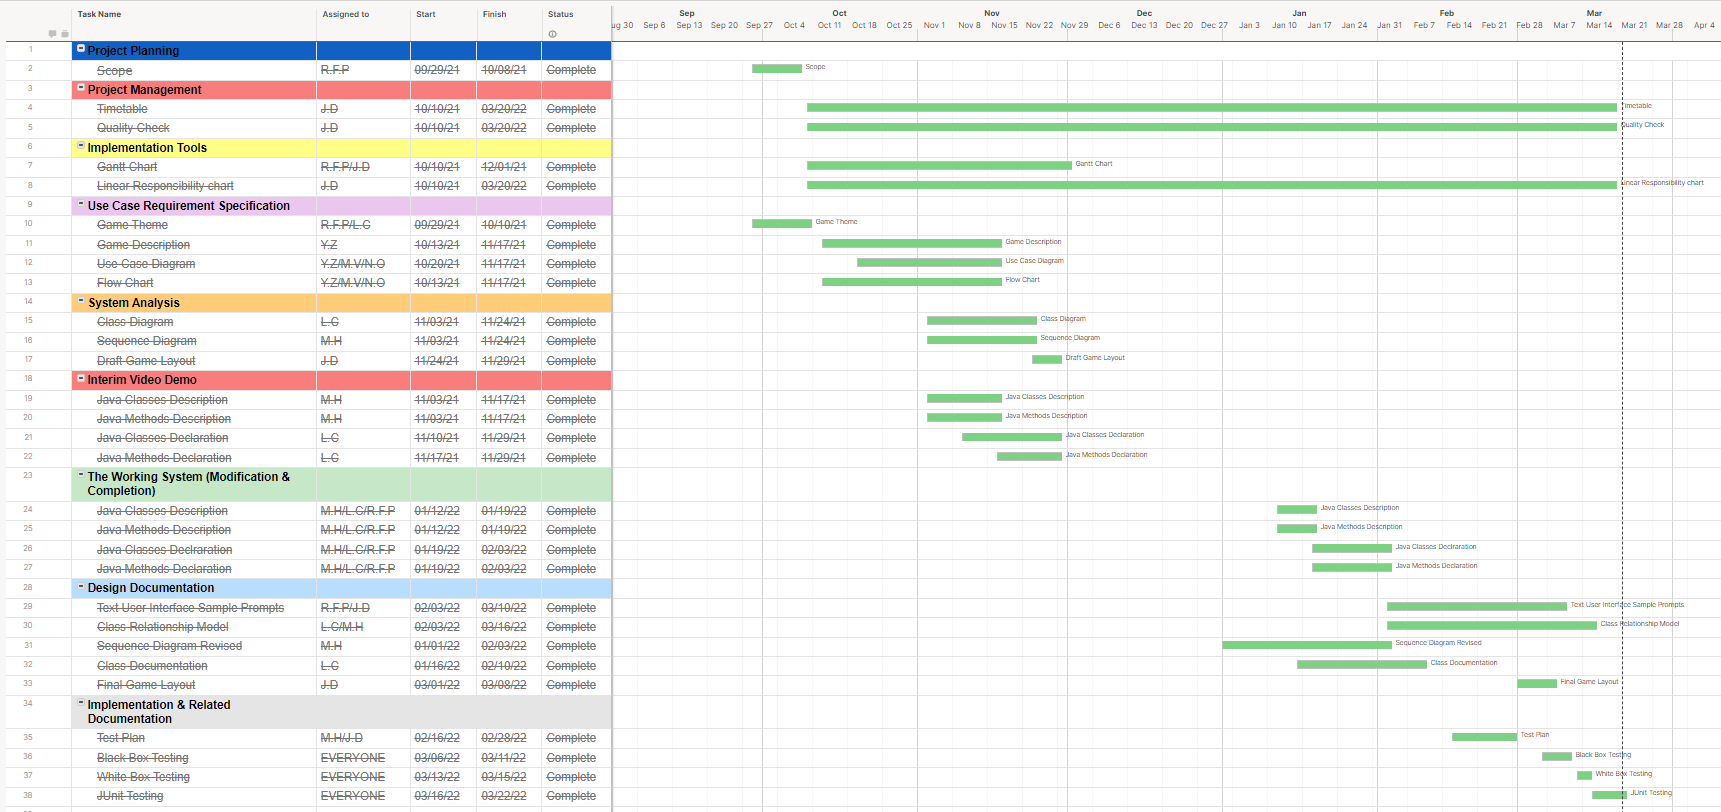 Task Name Assigned to Start Finish Status
Sep Oct Nov Dec Jan Feb Mar
ug 30 Sep 6 Sep 13 Sep 20 Sep 27 Oct 4 Oct 11 Oct 18 Oct 25 Nov 1 Nov 8 Nov 15 Nov 22 Nov 29 Dec 6 Dec 13 Dec 20 Dec 27 Jan 3 Jan 10 Jan 17 Jan 24 Jan 31 Feb 7 Feb 14 Feb 21 Feb 28 Mar 7 Mar 14 Mar 21 Mar 28 Apr 4
1 Project Planning
2 Scope R.F.P 09/29/21 10/08/21 Complete Scope
3 Project Management
4 Timetable J.D 10/10/21 03/20/22 Complete Timetable
5 Quality Check J.D 10/10/21 03/20/22 Complete Quality Check
6 Implementation Tools
7 Gantt Chart R.F.P/J.D 10/10/21 12/01/21 Complete Gantt Chart
8 Linear Responsibility chart J.D 10/10/21 03/20/22 Complete Linear Responsibility chart
9 Use Case Requirement Specification
10 Game Theme R.F.P/L.C 09/29/21 10/10/21 Complete Game Theme
11 Game Description Y.Z 10/13/21 11/17/21 Complete Game Description
12 Use Case Diagram Y.Z/M.V/N.O 10/20/21 11/17/21 Complete Use Case Diagram
13 Flow Chart Y.Z/M.V/N.O 10/13/21 11/17/21 Complete Flow Chart
14 System Analysis
15 Class Diagram L.C 11/03/21 11/24/21 Complete Class Diagram
16 Sequence Diagram M.H 11/03/21 11/24/21 Complete Sequence Diagram
17 Draft Game Layout J.D 11/24/21 11/29/21 Complete Draft Game Layout
18 Interim Video Demo
19 Java Classes Description M.H 11/03/21 11/17/21 Complete Java Classes Description
20 Java Methods Description M.H 11/03/21 11/17/21 Complete Java Methods Description
21 Java Classes Declaration L.C 11/10/21 11/29/21 Complete Java Classes Declaration
22 Java Methods Declaration L.C 11/17/21 11/29/21 Complete Java Methods Declaration
23 The Working System (Modification &
Completion)
24 Java Classes Description M.H/L.C/R.F.P 01/12/22 01/19/22 Complete Java Classes Description
25 Java Methods Description M.H/L.C/R.F.P 01/12/22 01/19/22 Complete Java Methods Description
26 Java Classes Declraration M.H/L.C/R.F.P 01/19/22 02/03/22 Complete Java Classes Declraration
27 Java Methods Declaration M.H/L.C/R.F.P 01/19/22 02/03/22 Complete Java Methods Declaration
28 Design Documentation
29 Text User Interface Sample Prompts R.F.P/J.D 02/03/22 03/10/22 Complete Text User Interface Sample Prompts
30 Class Relationship Model L.C/M.H 02/03/22 03/16/22 Complete Class Relationship Model
31 Sequence Diagram Revised M.H 01/01/22 02/03/22 Complete Sequence Diagram Revised
32 Class Documentation L.C 01/16/22 02/10/22 Complete Class Documentation
33 Final Game Layout J.D 03/01/22 03/08/22 Complete Final Game Layout
34 Implementation & Related
Documentation
35 Test Plan M.H/J.D 02/16/22 02/28/22 Complete Test Plan
36 Black Box Testing EVERYONE 03/06/22 03/11/22 Complete Black Box Testing
37 White Box Testing EVERYONE 03/13/22 03/15/22 Complete White Box Testing
38 JUnit Testing EVERYONE 03/16/22 03/22/22 Complete JUnit Testing